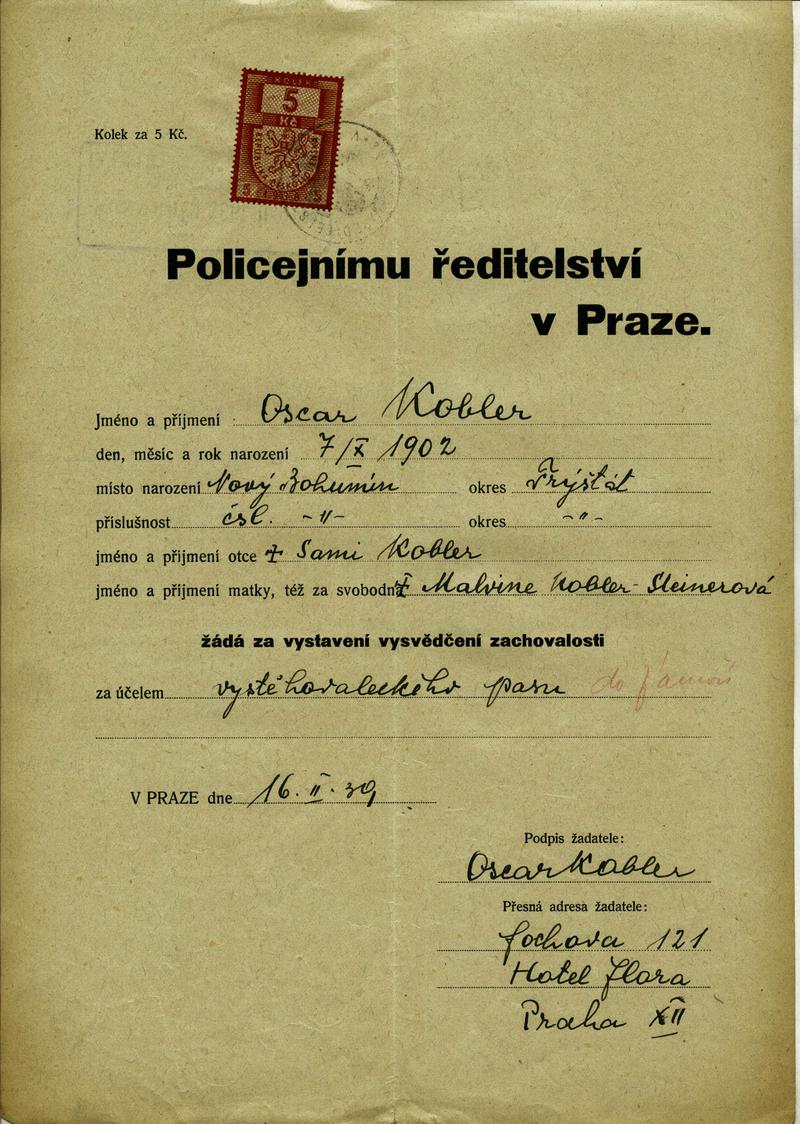 KOLEK
5
Kč
Kolek za 5 Kč.
Policejnímu ředitelství
v Praze.
Jméno a příjmení : Oscar Kobler
den, měsíc a rok narození 7/X 1902
místo narození Nový Bohumín okres Fryštát
příslušnost čsl. -"- okres -"-
jméno a příjmení otce Sami Kobler
jméno a příjmení matky, též za svobodna Malvine Kobler-Steinerová
žádá za vystavení vysvědčení zachovalosti
za účelem vystěhovaleckého pasu do
V PRAZE dne 16. II. 39
Podpis žadatele:
Oscar Kobler
Přesná adresa žadatele:
Fochova 121
Hotel Flora
Praha XII